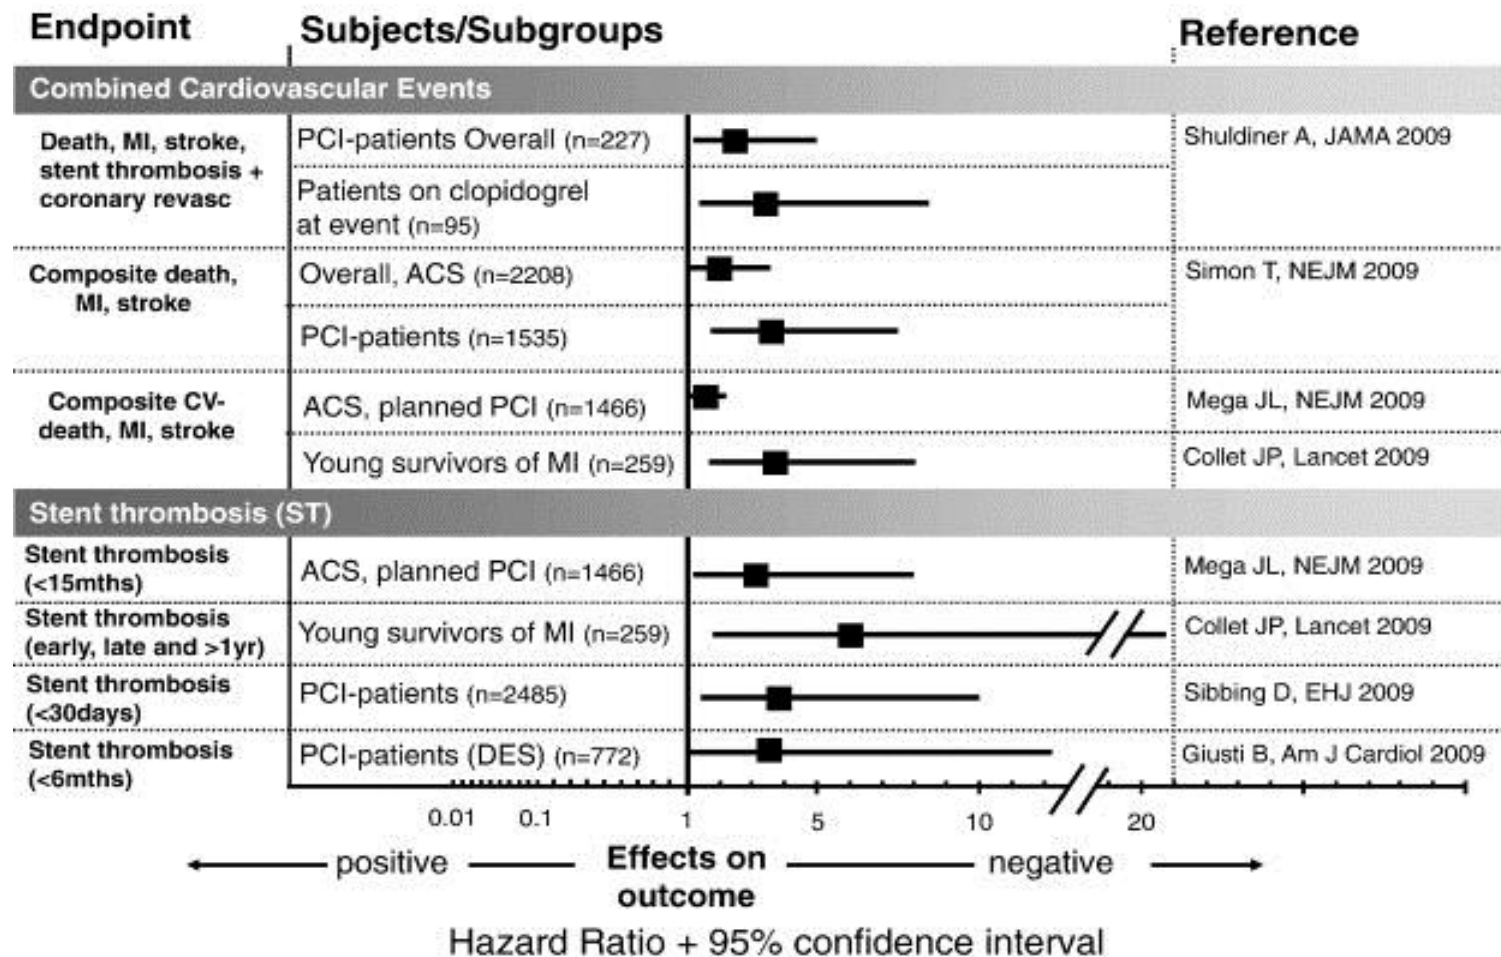 Endpoint Subjects/Subgroups Reference
Combined Cardiovascular Events
Death, MI, stroke,
stent thrombosis +
coronary revasc
PCI-patients Overall (n=227)
Shuldiner A, JAMA 2009
Patients on clopidogrel
at event (n=95)
Composite death,
MI, stroke
Overall, ACS (n=2208)
Simon T, NEJM 2009
PCI-patients (n=1535)
Composite CV-
death, MI, stroke
ACS, planned PCI (n=1466)
Mega JL, NEJM 2009
Young survivors of MI (n=259)
Collet JP, Lancet 2009
Stent thrombosis (ST)
Stent thrombosis
(<15mths)
ACS, planned PCI (n=1466)
Mega JL, NEJM 2009
Stent thrombosis
(early, late and >1yr)
Young survivors of MI (n=259)
Collet JP, Lancet 2009
Stent thrombosis
(<30days)
PCI-patients (n=2485)
Sibbing D, EHJ 2009
Stent thrombosis
(<6mths)
PCI-patients (DES) (n=772)
Giusti B, Am J Cardiol 2009
0.01 0.1 1 5 10 20
positive Effects on negative
outcome
Hazard Ratio + 95% confidence interval